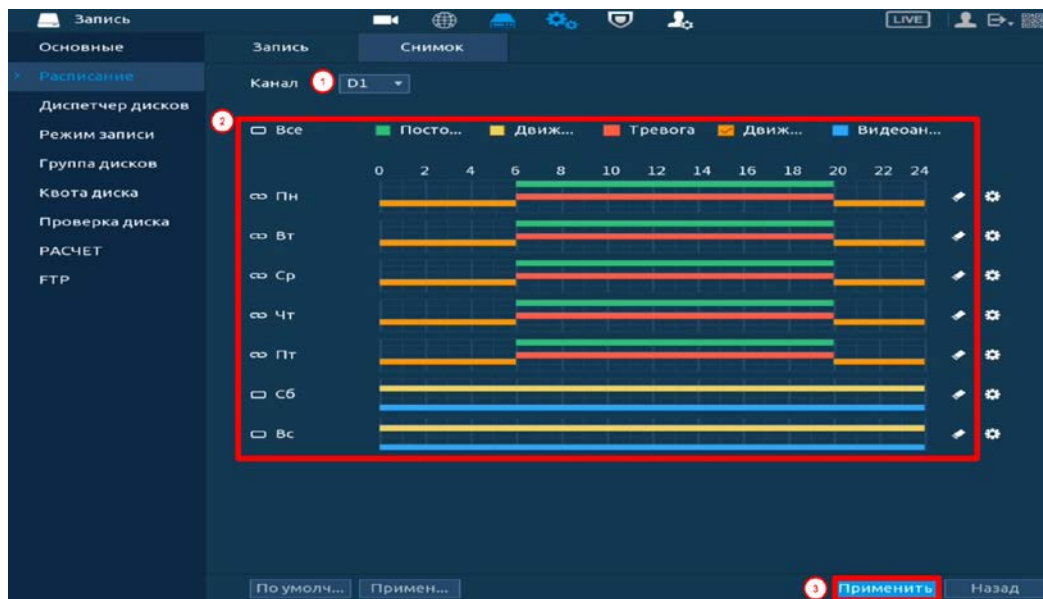 Запись
LIVE
Основные
Расписание
Диспетчер дисков
Режим записи
Группа дисков
Квота диска
Проверка диска
РАСЧЕТ
FTP
Запись Снимок
Канал 1 D1
2
Все Посто... Движ... Тревога Движ... Видеоан...
0 2 4 6 8 10 12 14 16 18 20 22 24
Пн
Вт
Ср
Чт
Пт
Сб
Вс
По умолч... Примен... 3 Применить Назад